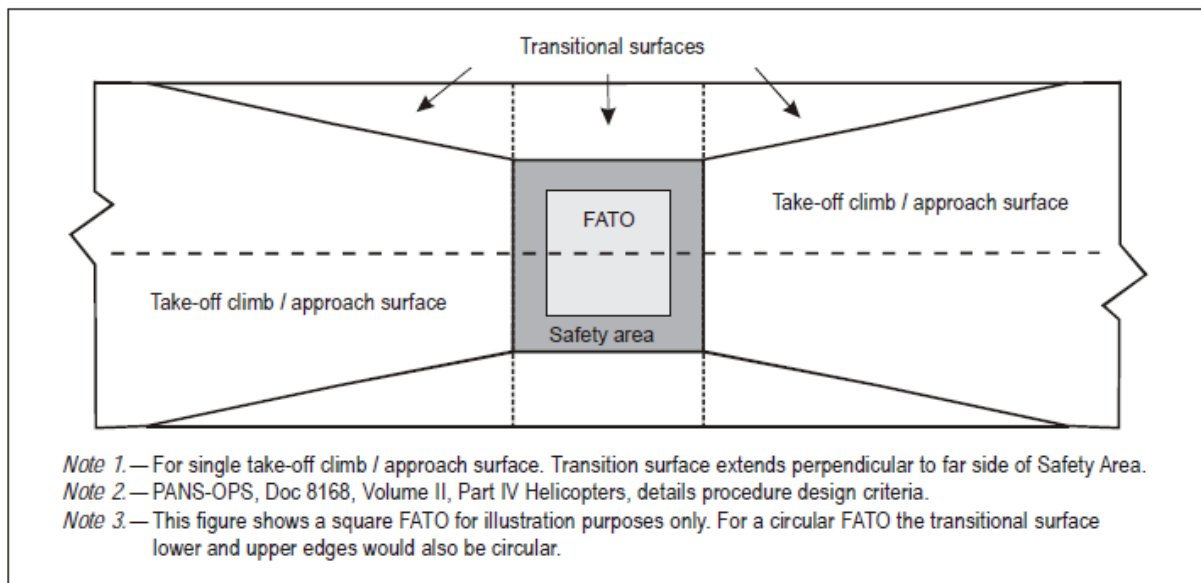 Transitional surfaces
FATO
Take-off climb / approach surface
Take-off climb / approach surface
Safety area
Note 1.— For single take-off climb / approach surface. Transition surface extends perpendicular to far side of Safety Area.
Note 2.— PANS-OPS, Doc 8168, Volume II, Part IV Helicopters, details procedure design criteria.
Note 3.— This figure shows a square FATO for illustration purposes only. For a circular FATO the transitional surface
lower and upper edges would also be circular.